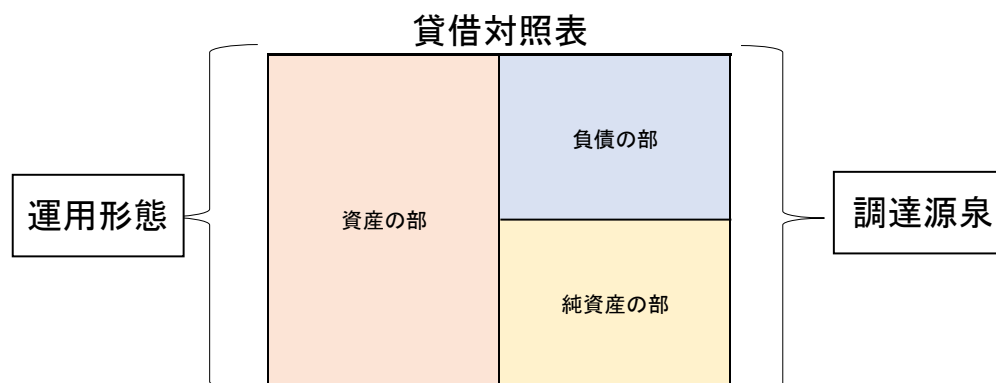 貸借対照表
運用形態
資産の部
負債の部
純資産の部
調達源泉